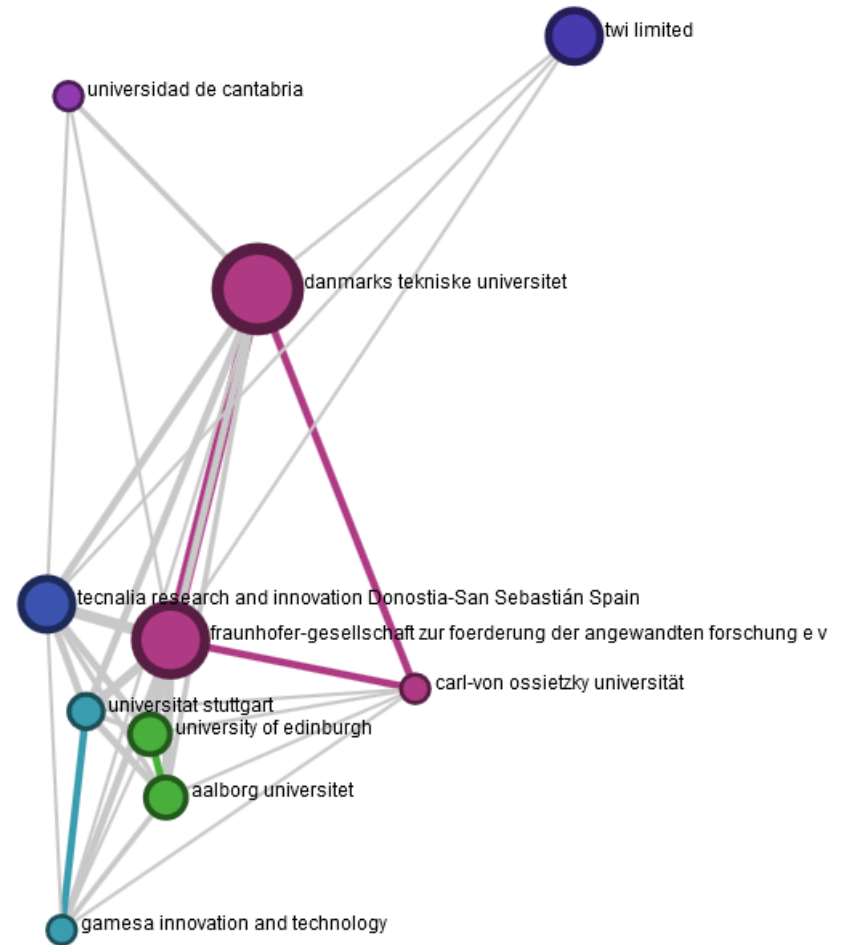 twi limited
universidad de cantabria
danmarks tekniske universitet
tecnalia research and innovation Donostia-San Sebastián Spain
fraunhofer-gesellschaft zur foerderung der angewandten forschung e v
carl-von ossietzky universität
universitat stuttgart
university of edinburgh
aalborg universitet
gamesa innovation and technology